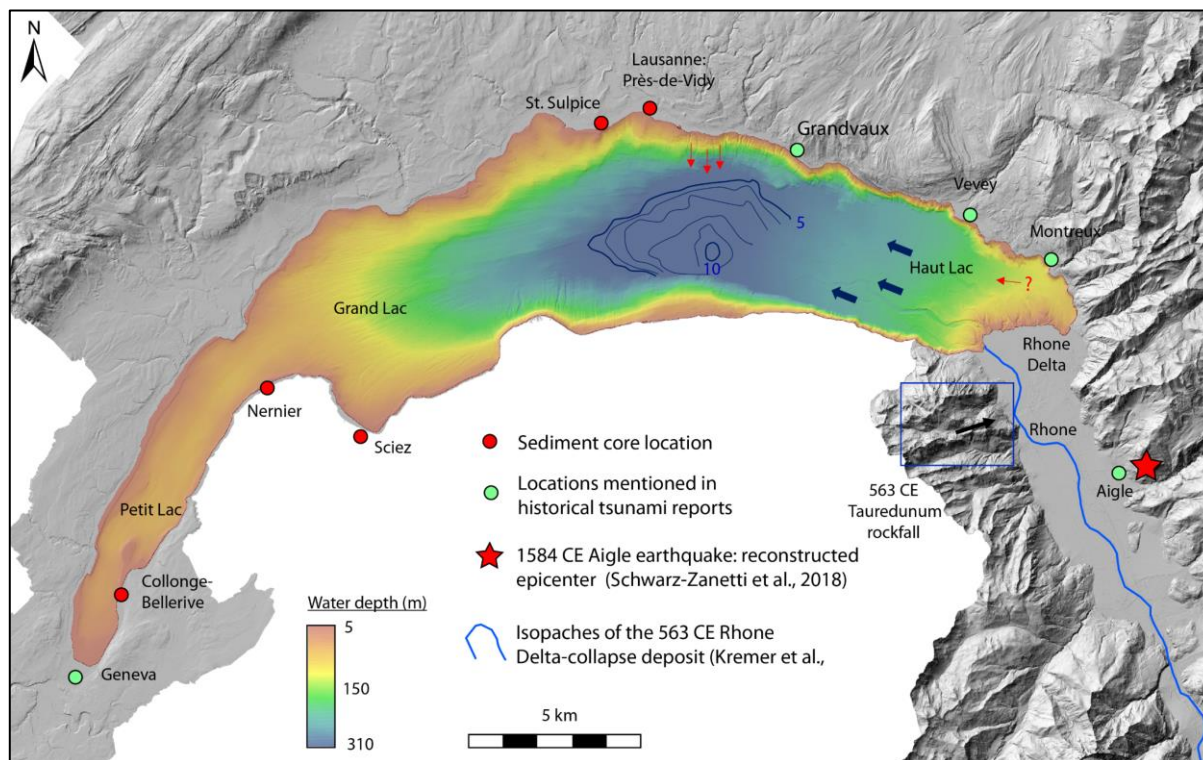 N
Lausanne:
Près-de-Vidy
St. Sulpice
Grandvaux
Vevey
Montreux
5
10
Haut Lac
?
Grand Lac
Rhone
Delta
Nernier
Sciez
Rhone
Aigle
563 CE
Tauredunum
rockfall
Petit Lac
Collonge-
Bellerive
Geneva
Sediment core location
Locations mentioned in
historical tsunami reports
1584 CE Aigle earthquake: reconstructed
epicenter (Schwarz-Zanetti et al., 2018)
Isopaches of the 563 CE Rhone
Delta-collapse deposit (Kremer et al.,
Water depth (m)
5
150
310
5 km